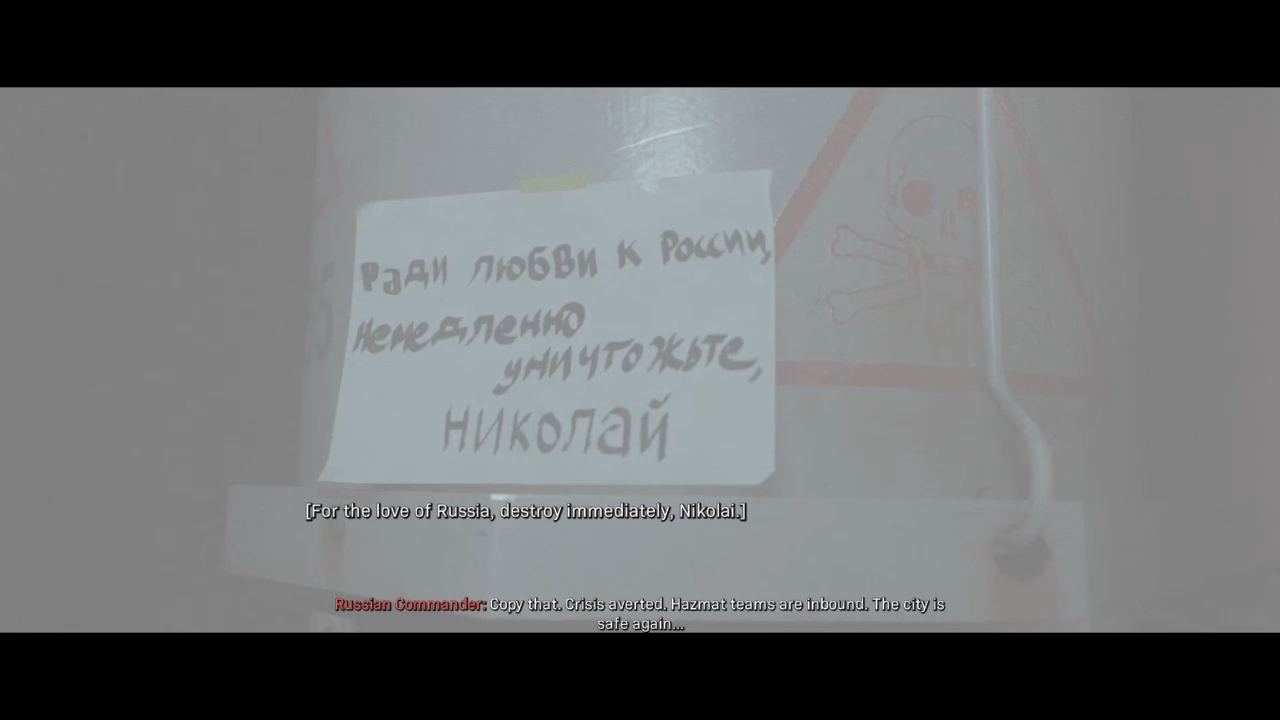 Ради любви к России,
немедленно
уничтожьте,
НИКОЛАЙ
[For the love of Russia, destroy immediately, Nikolai.]
Russian Commander: Copy that. Crisis averted. Hazmat teams are inbound. The city is
safe again...